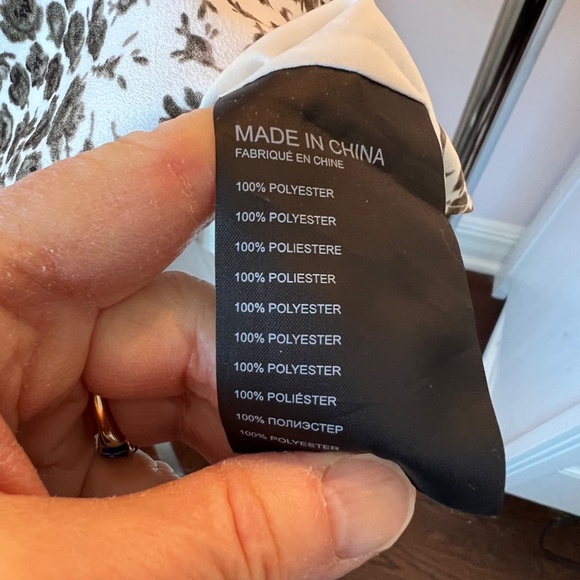 MADE IN CHINA
FABRIQUÉ EN CHINE
100% POLYESTER
100% POLYESTER
100% POLIESTERE
100% POLIESTER
100% POLYESTER
100% POLYESTER
100% POLYESTER
100% POLIÉSTER
100% ПОЛИЭСТЕР
100% POLYESTER